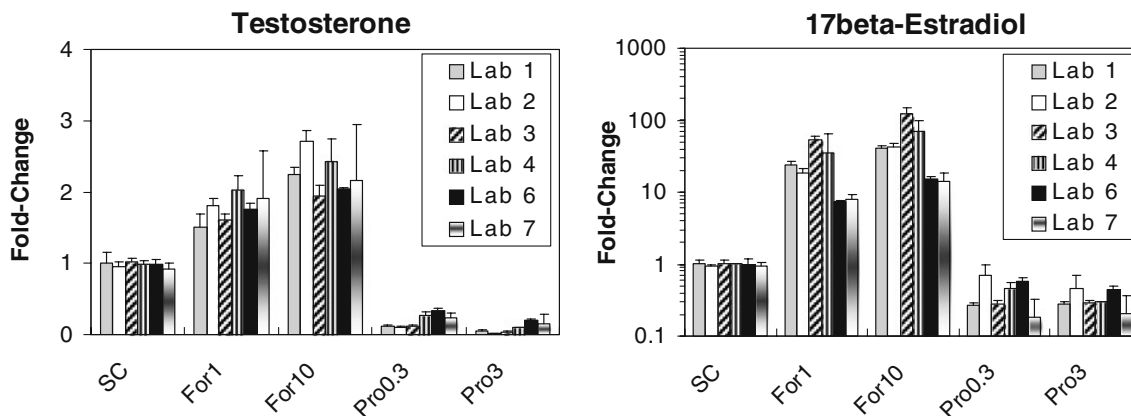 Testosterone
Fold-Change
4
3
2
1
0
Lab 1
Lab 2
Lab 3
Lab 4
Lab 6
Lab 7
SC
For1
For10
Pro0.3
Pro3
17beta-Estradiol
Fold-Change
1000
100
10
1
0.1
Lab 1
Lab 2
Lab 3
Lab 4
Lab 6
Lab 7
SC
For1
For10
Pro0.3
Pro3